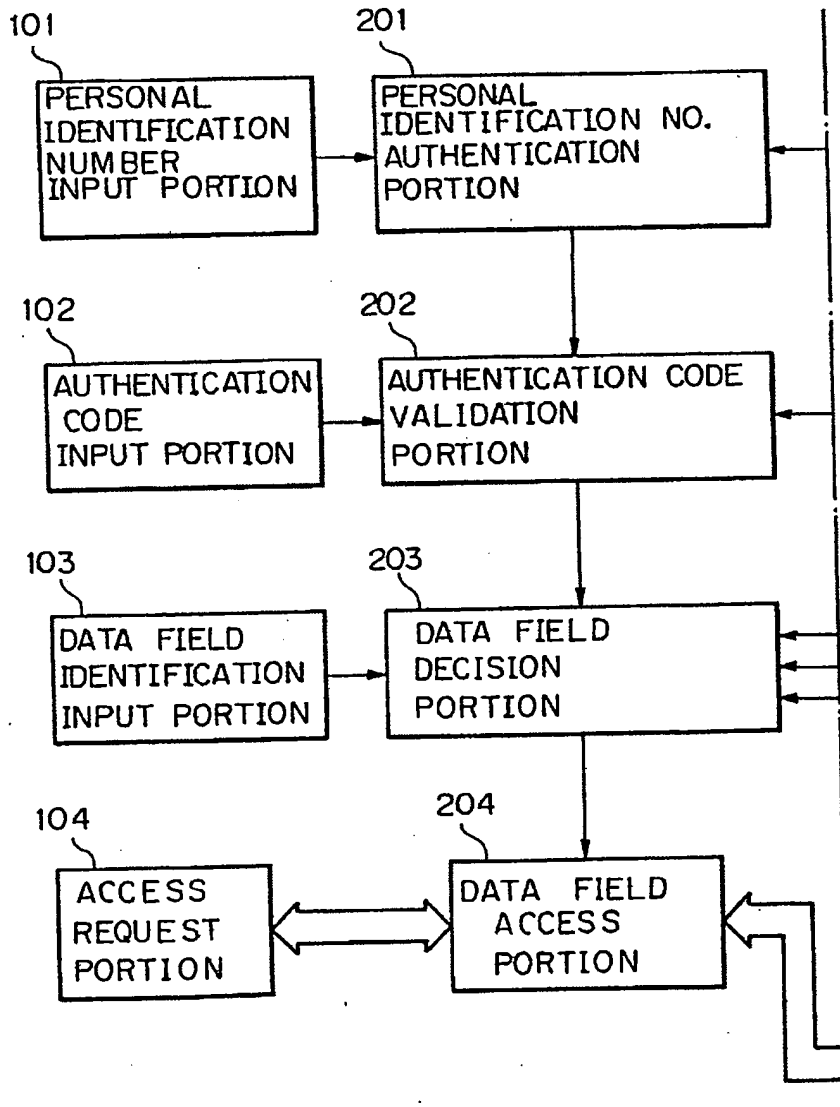 101
PERSONAL
IDENTIFICATION
NUMBER
INPUT PORTION
201
PERSONAL
IDENTIFICATION NO.
AUTHENTICATION
PORTION
102
AUTHENTICATION
CODE
INPUT PORTION
202
AUTHENTICATION CODE
VALIDATION
PORTION
103
DATA FIELD
IDENTIFICATION
INPUT PORTION
203
DATA FIELD
DECISION
PORTION
104
ACCESS
REQUEST
PORTION
204
DATA FIELD
ACCESS
PORTION